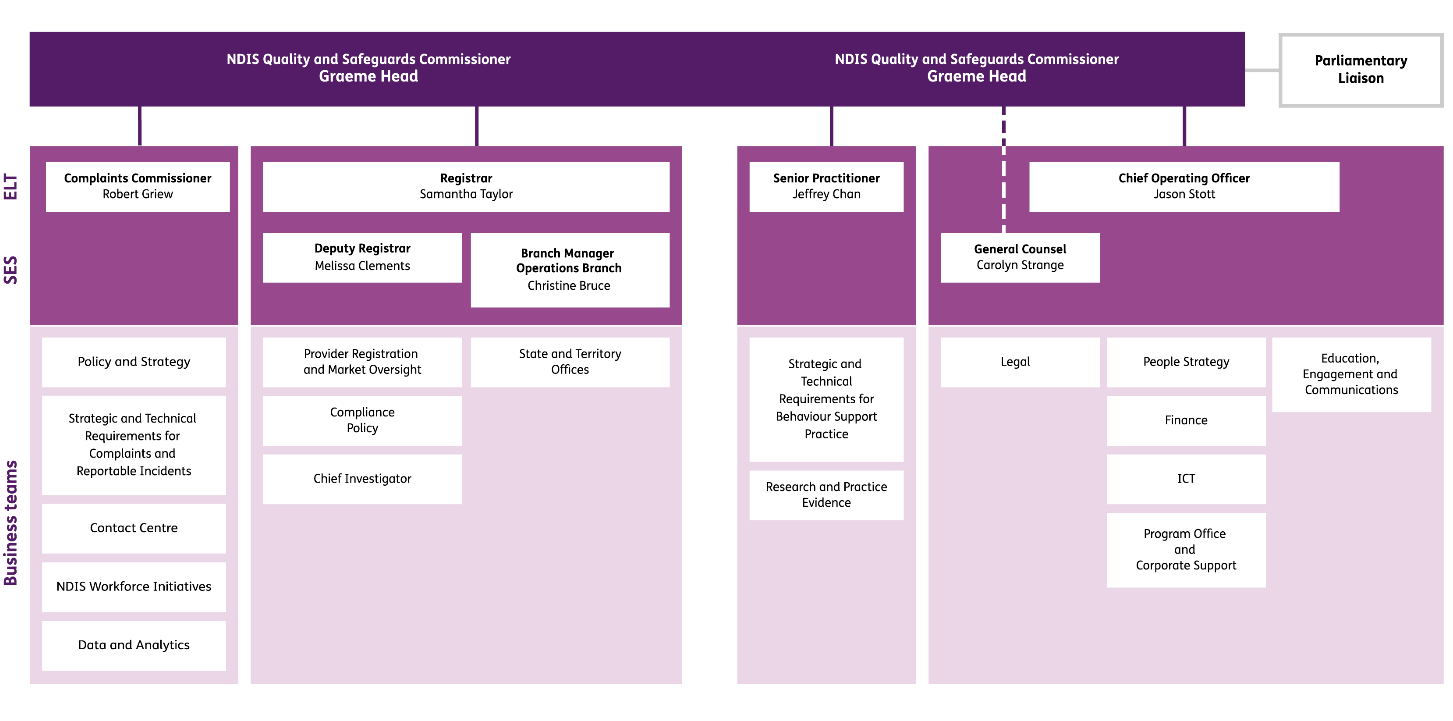 NDIS Quality and Safeguards Commissioner
Graeme Head
NDIS Quality and Safeguards Commissioner
Graeme Head
Parliamentary
Liaison
ELT
Complaints Commissioner
Robert Griew
Registrar
Samantha Taylor
Senior Practitioner
Jeffrey Chan
Chief Operating Officer
Jason Stott
SES
Deputy Registrar
Melissa Clements
Branch Manager
Operations Branch
Christine Bruce
General Counsel
Carolyn Strange
Business teams
Policy and Strategy
Strategic and Technical
Requirements for
Complaints and
Reportable Incidents
Contact Centre
NDIS Workforce Initiatives
Data and Analytics
Provider Registration
and Market Oversight
Compliance
Policy
Chief Investigator
State and Territory
Offices
Strategic and
Technical
Requirements for
Behaviour Support
Practice
Research and Practice
Evidence
Legal
People Strategy
Finance
ICT
Program Office
and
Corporate Support
Education,
Engagement and
Communications